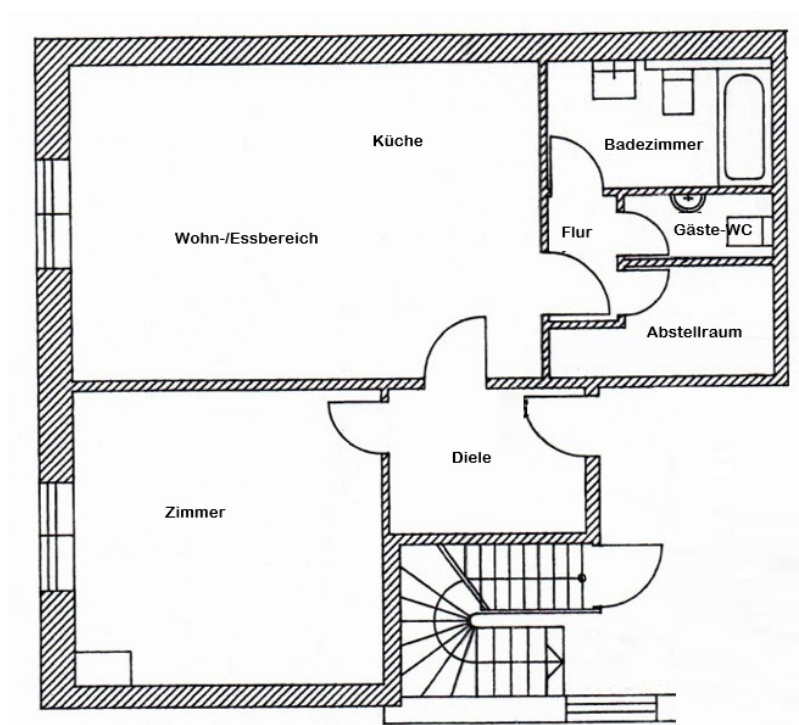 Küche
Badezimmer
Wohn-/Essbereich
Flur
Gäste-WC
Abstellraum
Diele
Zimmer